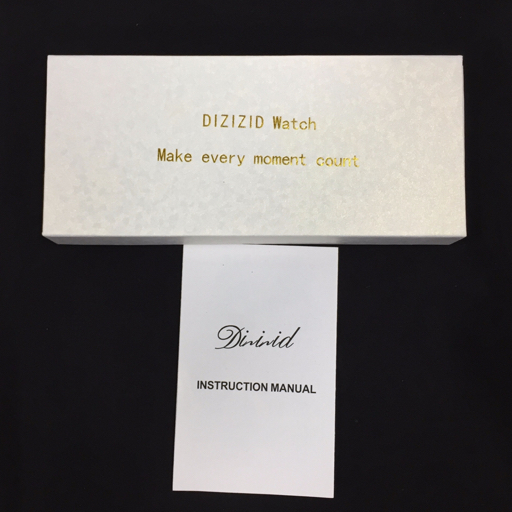 DIZIZID Watch
Make every moment count
Dizizid
INSTRUCTION MANUAL